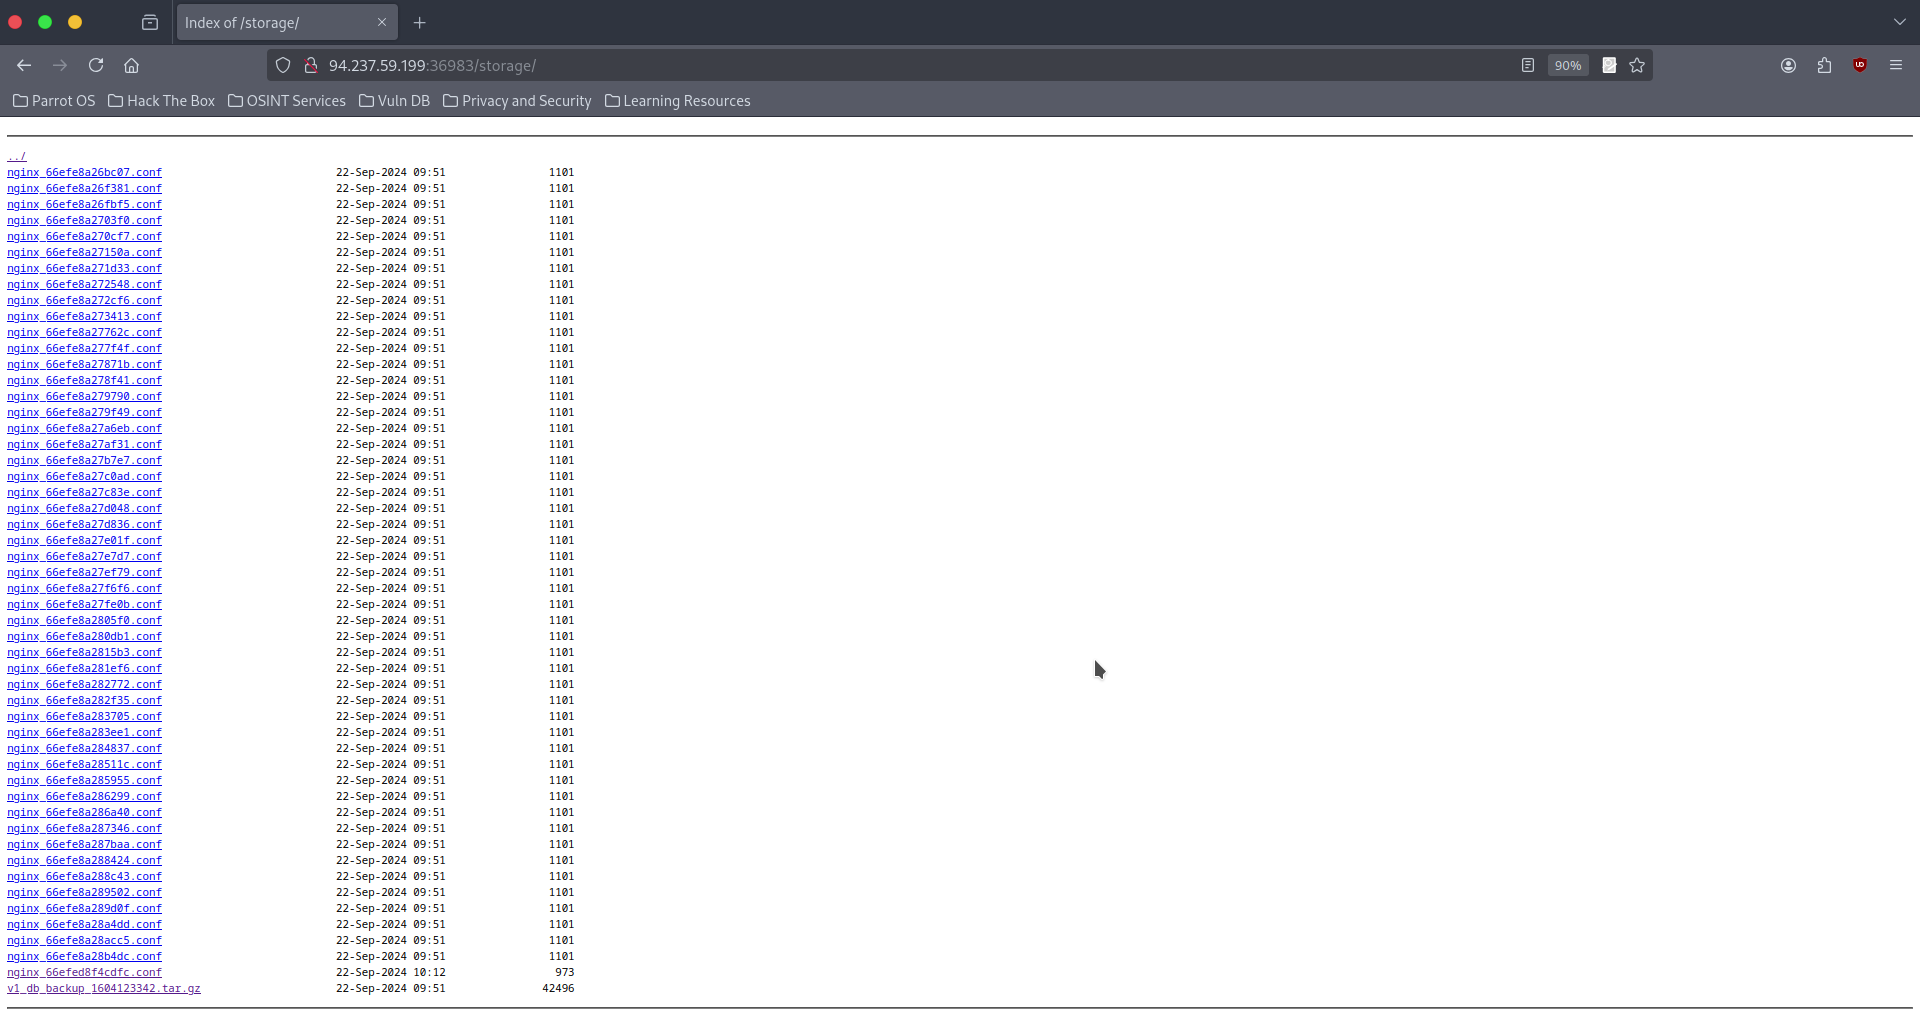 Index of /storage/
94.237.59.199:36983/storage/
90%
Parrot OS Hack The Box OSINT Services Vuln DB Privacy and Security Learning Resources
../
nginx_66efe8a26bc07.conf 22-Sep-2024 09:51 1101
nginx_66efe8a26f381.conf 22-Sep-2024 09:51 1101
nginx_66efe8a26fbf5.conf 22-Sep-2024 09:51 1101
nginx_66efe8a2703f0.conf 22-Sep-2024 09:51 1101
nginx_66efe8a270cf7.conf 22-Sep-2024 09:51 1101
nginx_66efe8a27150a.conf 22-Sep-2024 09:51 1101
nginx_66efe8a271d33.conf 22-Sep-2024 09:51 1101
nginx_66efe8a272548.conf 22-Sep-2024 09:51 1101
nginx_66efe8a272cf6.conf 22-Sep-2024 09:51 1101
nginx_66efe8a273413.conf 22-Sep-2024 09:51 1101
nginx_66efe8a27762c.conf 22-Sep-2024 09:51 1101
nginx_66efe8a277f4f.conf 22-Sep-2024 09:51 1101
nginx_66efe8a27871b.conf 22-Sep-2024 09:51 1101
nginx_66efe8a278f41.conf 22-Sep-2024 09:51 1101
nginx_66efe8a279790.conf 22-Sep-2024 09:51 1101
nginx_66efe8a279f49.conf 22-Sep-2024 09:51 1101
nginx_66efe8a27a6eb.conf 22-Sep-2024 09:51 1101
nginx_66efe8a27af31.conf 22-Sep-2024 09:51 1101
nginx_66efe8a27b7e7.conf 22-Sep-2024 09:51 1101
nginx_66efe8a27c0ad.conf 22-Sep-2024 09:51 1101
nginx_66efe8a27c83e.conf 22-Sep-2024 09:51 1101
nginx_66efe8a27d048.conf 22-Sep-2024 09:51 1101
nginx_66efe8a27d836.conf 22-Sep-2024 09:51 1101
nginx_66efe8a27e01f.conf 22-Sep-2024 09:51 1101
nginx_66efe8a27e7d7.conf 22-Sep-2024 09:51 1101
nginx_66efe8a27ef79.conf 22-Sep-2024 09:51 1101
nginx_66efe8a27f6f6.conf 22-Sep-2024 09:51 1101
nginx_66efe8a27fe0b.conf 22-Sep-2024 09:51 1101
nginx_66efe8a2805f0.conf 22-Sep-2024 09:51 1101
nginx_66efe8a280db1.conf 22-Sep-2024 09:51 1101
nginx_66efe8a2815b3.conf 22-Sep-2024 09:51 1101
nginx_66efe8a281ef6.conf 22-Sep-2024 09:51 1101
nginx_66efe8a282772.conf 22-Sep-2024 09:51 1101
nginx_66efe8a282f35.conf 22-Sep-2024 09:51 1101
nginx_66efe8a283705.conf 22-Sep-2024 09:51 1101
nginx_66efe8a283ee1.conf 22-Sep-2024 09:51 1101
nginx_66efe8a284837.conf 22-Sep-2024 09:51 1101
nginx_66efe8a28511c.conf 22-Sep-2024 09:51 1101
nginx_66efe8a285955.conf 22-Sep-2024 09:51 1101
nginx_66efe8a286299.conf 22-Sep-2024 09:51 1101
nginx_66efe8a286a40.conf 22-Sep-2024 09:51 1101
nginx_66efe8a287346.conf 22-Sep-2024 09:51 1101
nginx_66efe8a287baa.conf 22-Sep-2024 09:51 1101
nginx_66efe8a288424.conf 22-Sep-2024 09:51 1101
nginx_66efe8a288c43.conf 22-Sep-2024 09:51 1101
nginx_66efe8a289502.conf 22-Sep-2024 09:51 1101
nginx_66efe8a289d0f.conf 22-Sep-2024 09:51 1101
nginx_66efe8a28a4dd.conf 22-Sep-2024 09:51 1101
nginx_66efe8a28acc5.conf 22-Sep-2024 09:51 1101
nginx_66efe8a28b4dc.conf 22-Sep-2024 09:51 1101
nginx_66efed8f4cdfc.conf 22-Sep-2024 10:12 973
v1_db_backup_1604123342.tar.gz 22-Sep-2024 09:51 42496